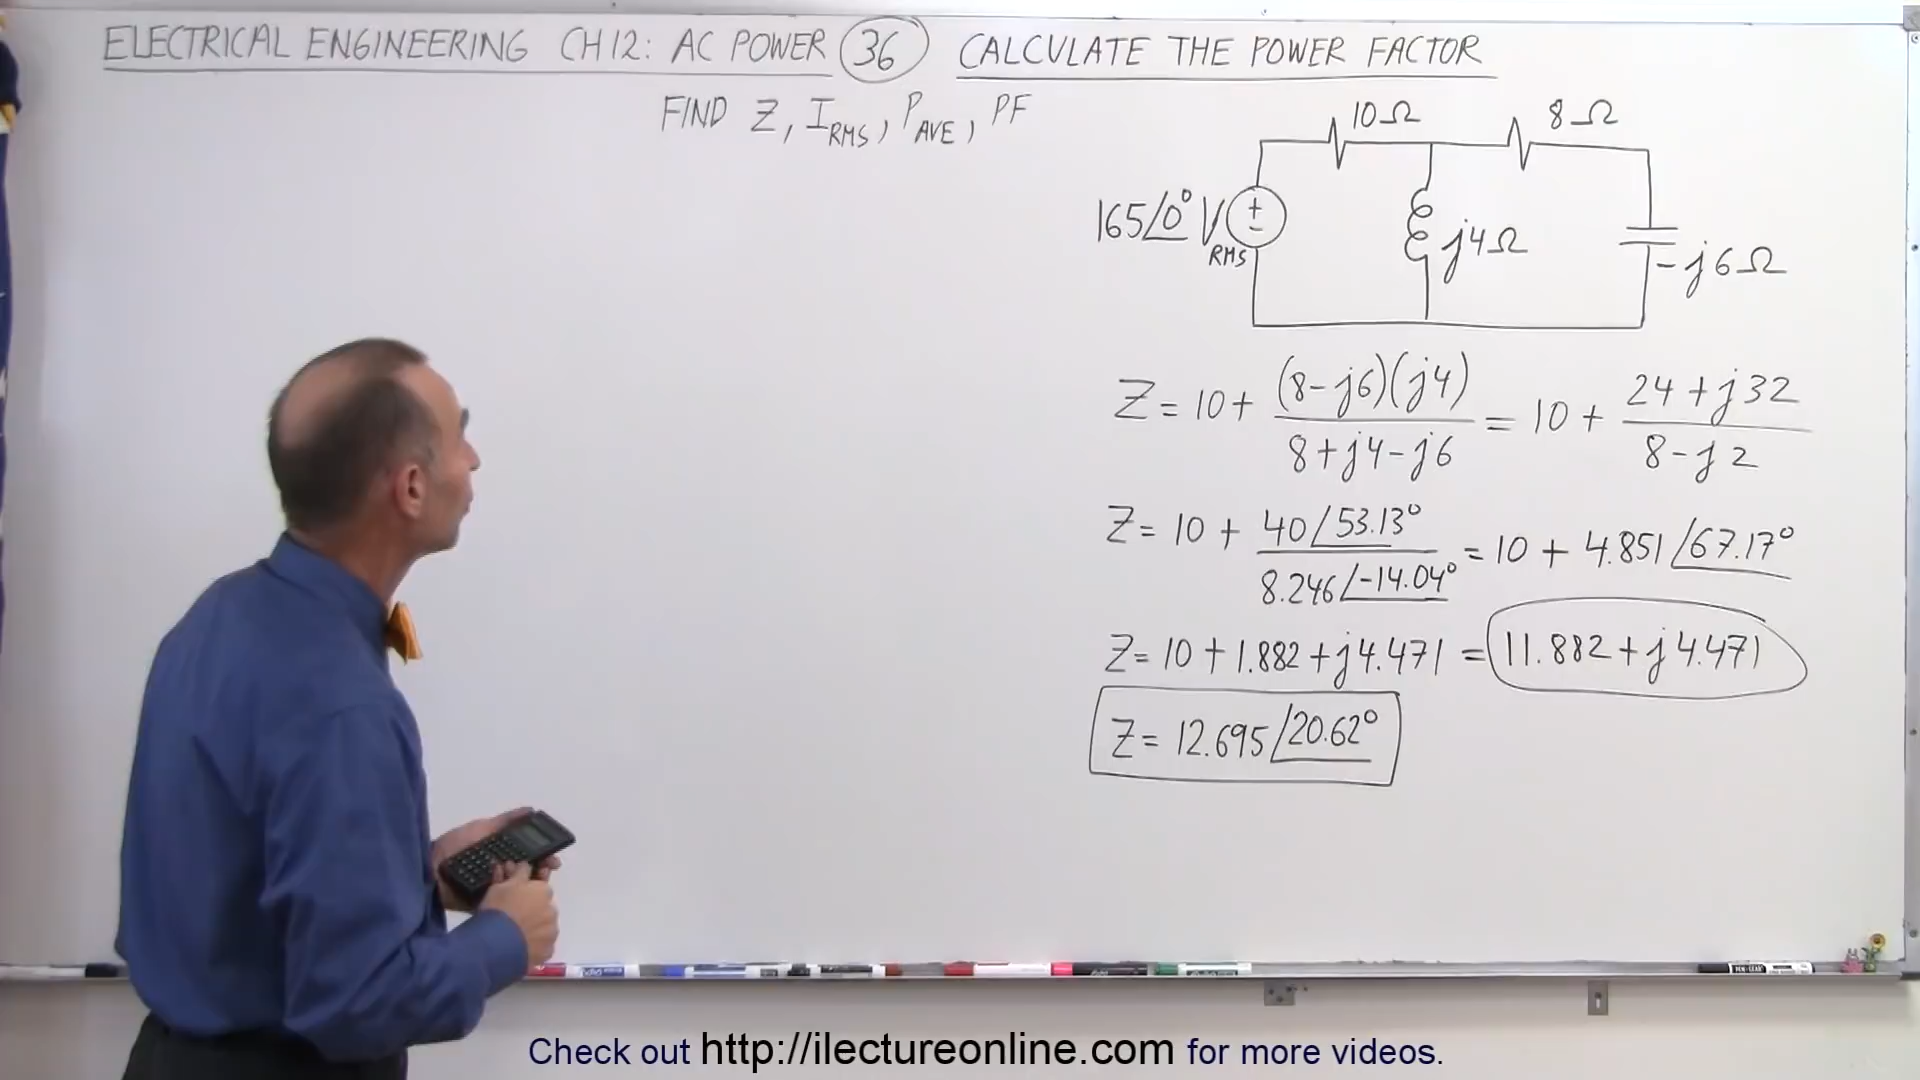 ELECTRICAL ENGINEERING CH12: AC POWER 36 CALCULATE THE POWER FACTOR
FIND Z, I_RMS, P_AVE, PF
10Ω 8Ω
165/0° V_RMS
+
-
j4Ω
-j6Ω
Z = 10 + (8-j6)(j4) / 8+j4-j6 = 10 + 24+j32 / 8-j2
Z = 10 + 40/53.13° / 8.246/-14.04° = 10 + 4.851/67.17°
Z = 10 + 1.882 + j4.471 = 11.882 + j4.471
Z = 12.695/20.62°
Check out http://ilectureonline.com for more videos.